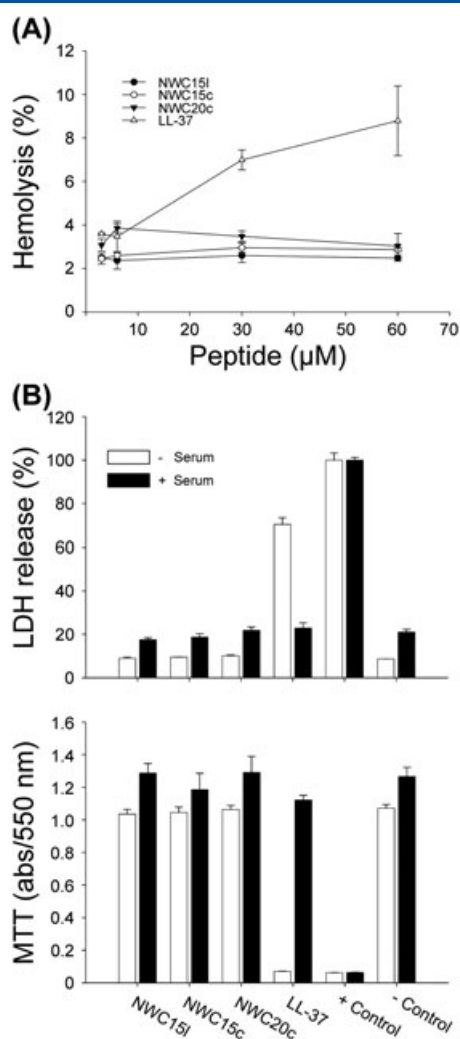 (A)
12
NWC15l
NWC15c
10
NWC20c
LL-37
8
6
4
2
0
Hemolysis (%)
10 20 30 40 50 60 70
Peptide (µM)
(B)
120
- Serum
+ Serum
100
80
60
40
20
0
LDH release (%)
1.6
1.4
1.2
1.0
0.8
0.6
0.4
0.2
0
MTT (abs/550 nm)
NWC15l
NWC15c
NWC20c
LL-37
+ Control
- Control